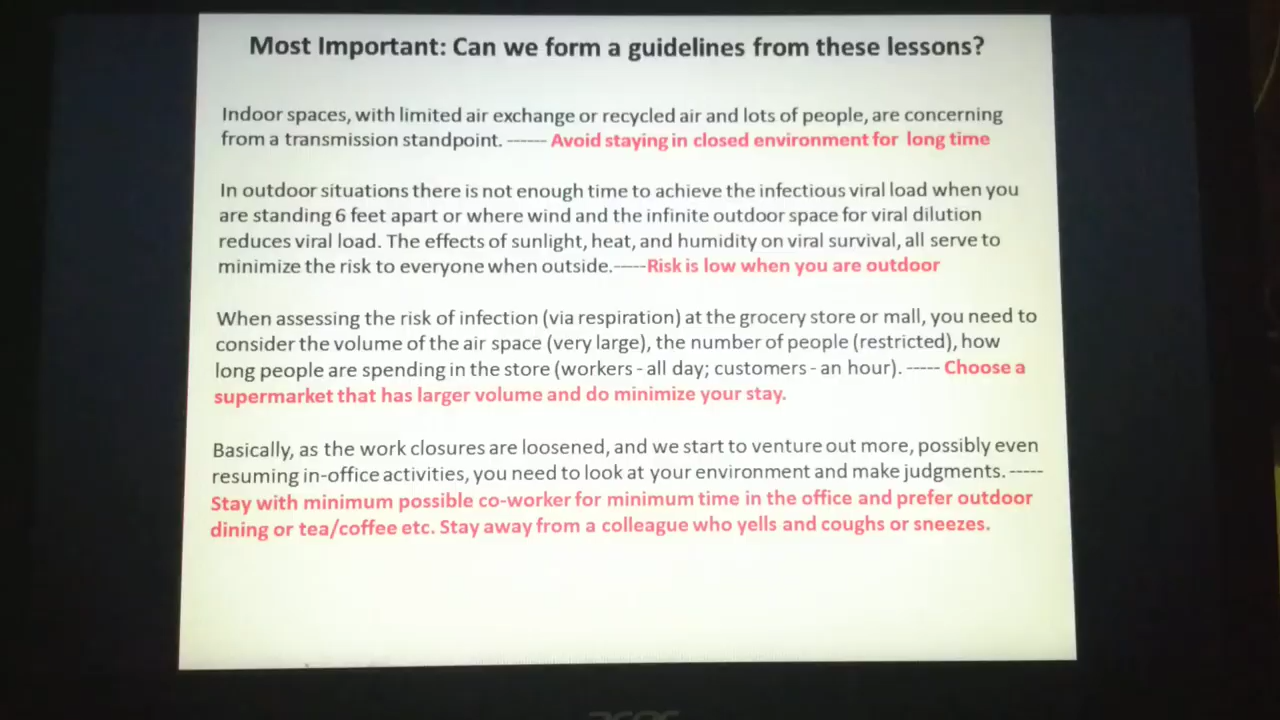 Most Important: Can we form a guidelines from these lessons?
Indoor spaces, with limited air exchange or recycled air and lots of people, are concerning
from a transmission standpoint. ------ Avoid staying in closed environment for long time
In outdoor situations there is not enough time to achieve the infectious viral load when you
are standing 6 feet apart or where wind and the infinite outdoor space for viral dilution
reduces viral load. The effects of sunlight, heat, and humidity on viral survival, all serve to
minimize the risk to everyone when outside.-----Risk is low when you are outdoor
When assessing the risk of infection (via respiration) at the grocery store or mall, you need to
consider the volume of the air space (very large), the number of people (restricted), how
long people are spending in the store (workers - all day; customers - an hour). ----- Choose a
supermarket that has larger volume and do minimize your stay.
Basically, as the work closures are loosened, and we start to venture out more, possibly even
resuming in-office activities, you need to look at your environment and make judgments. -----
Stay with minimum possible co-worker for minimum time in the office and prefer outdoor
dining or tea/coffee etc. Stay away from a colleague who yells and coughs or sneezes.